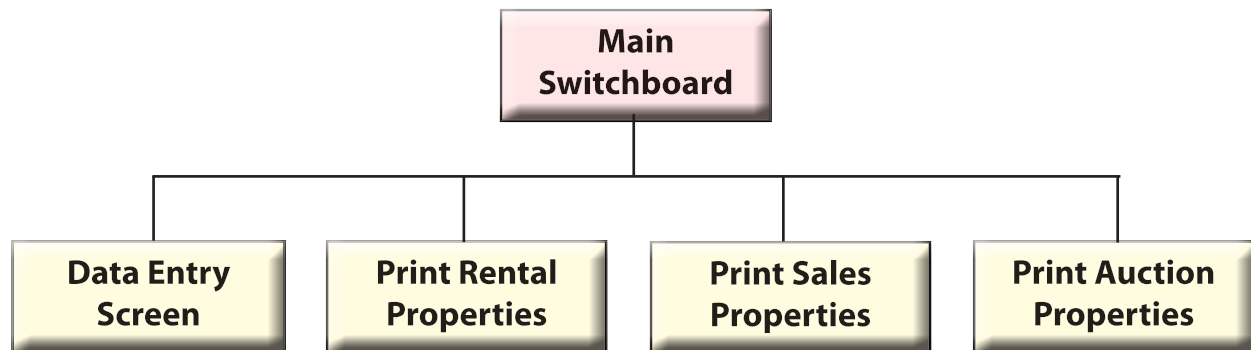 Main
Switchboard
Data Entry
Screen
Print Rental
Properties
Print Sales
Properties
Print Auction
Properties